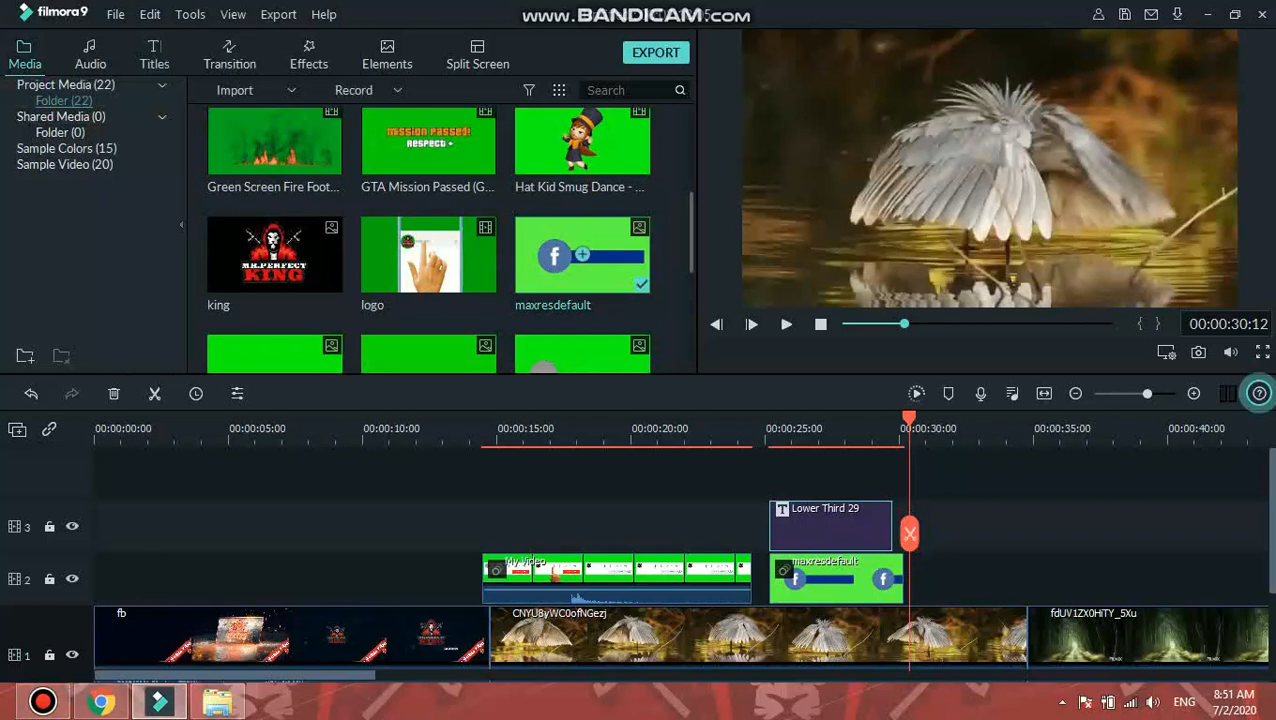 filmora9
File Edit Tools View Export Help
www.BANDICAM.com
Media Audio Titles Transition Effects Elements Split Screen
EXPORT
Project Media (22)
Folder (22)
Shared Media (0)
Folder (0)
Sample Colors (15)
Sample Video (20)
Import Record Search
MISSION PASSED!
RESPECT +
Green Screen Fire Foot... GTA Mission Passed (G... Hat Kid Smug Dance - ...
MR.PERFECT
KING
f
king logo maxresdefault
00:00:30:12
00:00:00:00 00:00:05:00 00:00:10:00 00:00:15:00 00:00:20:00 00:00:25:00 00:00:30:00 00:00:35:00 00:00:40:00
3 T Lower Third 29
2 My Video maxresdefault
f f
1 fb CNYU8yWC0ofNGezj fdUV1ZX0HiTY_5Xu
ENG
8:51 AM
7/2/2020